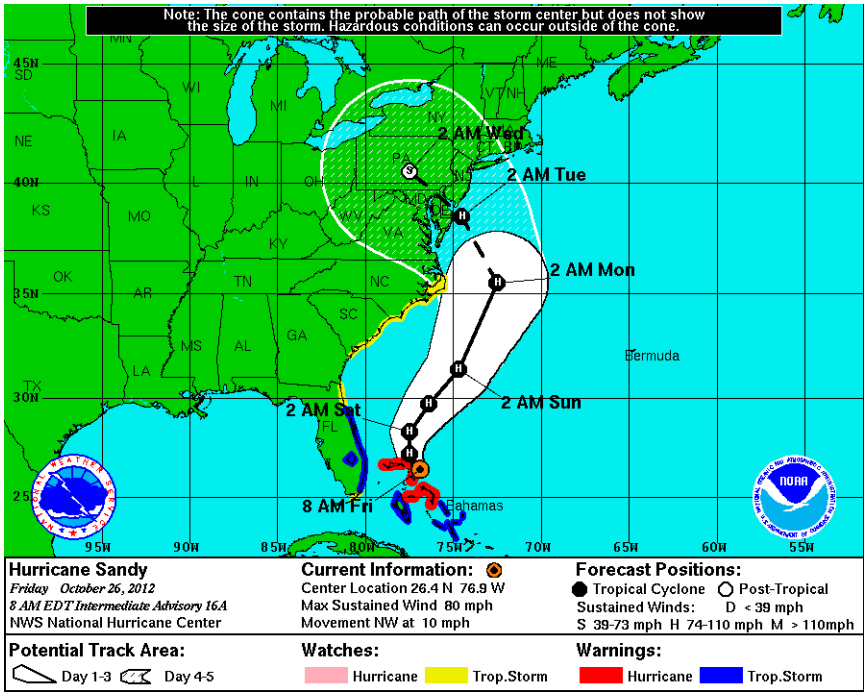 Note: The cone contains the probable path of the storm center but does not show
the size of the storm. Hazardous conditions can occur outside of the cone.
MN
ME
45N
SD
WI
VT NH
MI
NY
NE
IA
2 AM Wed
CT
PA
S
NJ
2 AM Tue
40N
IN
OH
MD
DE
H
KS
MO
WV
VA
KY
2 AM Mon
OK
TN
NC
H
35N
AR
SC
MS
AL
GA
Bermuda
LA
H
TX
30N
2 AM Sat
H
2 AM Sun
FL
H
H
NATIONAL WEATHER SERVICE
NOAA
25N
8 AM Fri
Bahamas
95W 90W 85W 80W 75W 70W 65W 60W 55W
Hurricane Sandy
Friday October 26, 2012
8 AM EDT Intermediate Advisory 16A
NWS National Hurricane Center
Current Information:
Center Location 26.4 N 76.9 W
Max Sustained Wind 80 mph
Movement NW at 10 mph
Forecast Positions:
Tropical Cyclone Post-Tropical
Sustained Winds: D < 39 mph
S 39-73 mph H 74-110 mph M > 110mph
Potential Track Area:
Day 1-3 Day 4-5
Watches:
Hurricane Trop.Storm
Warnings:
Hurricane Trop.Storm